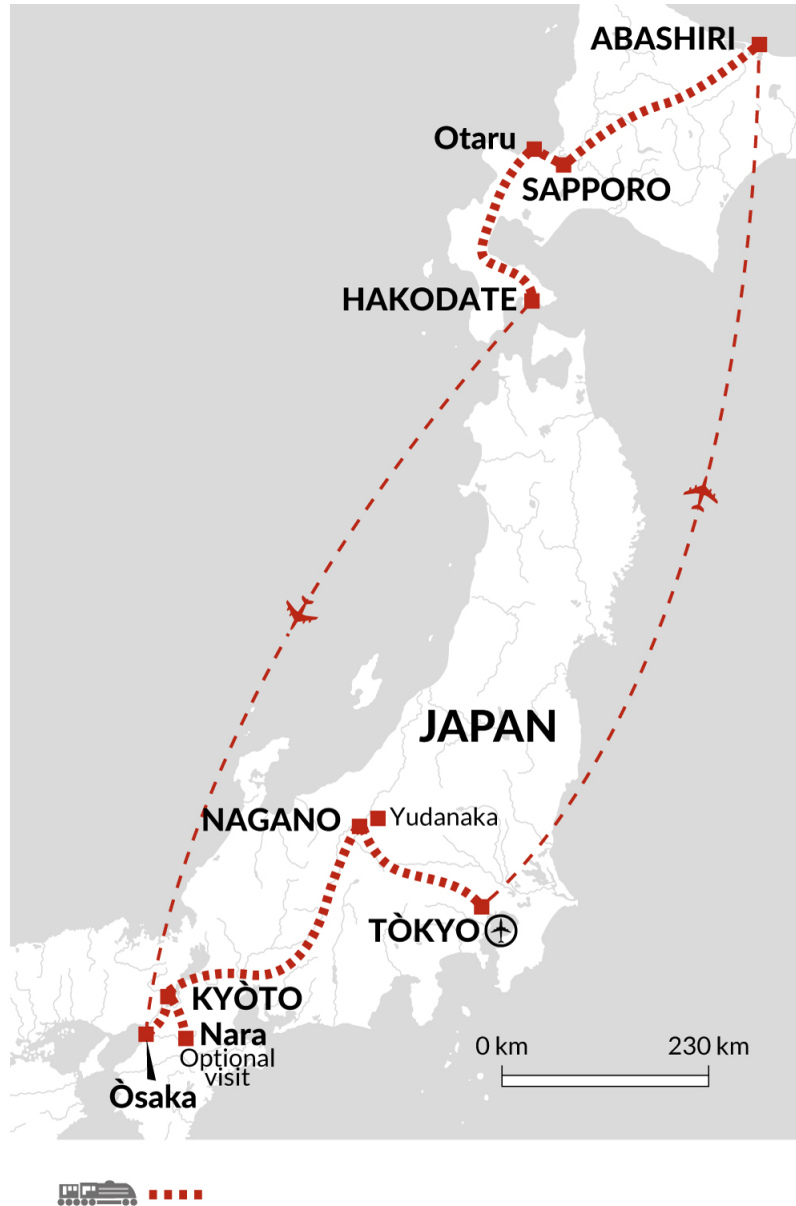 ABASHIRI
Otaru
SAPPORO
HAKODATE
JAPAN
NAGANO
Yudanaka
TÒKYO
KYÒTO
Nara
Optional
visit
Òsaka
0 km
230 km